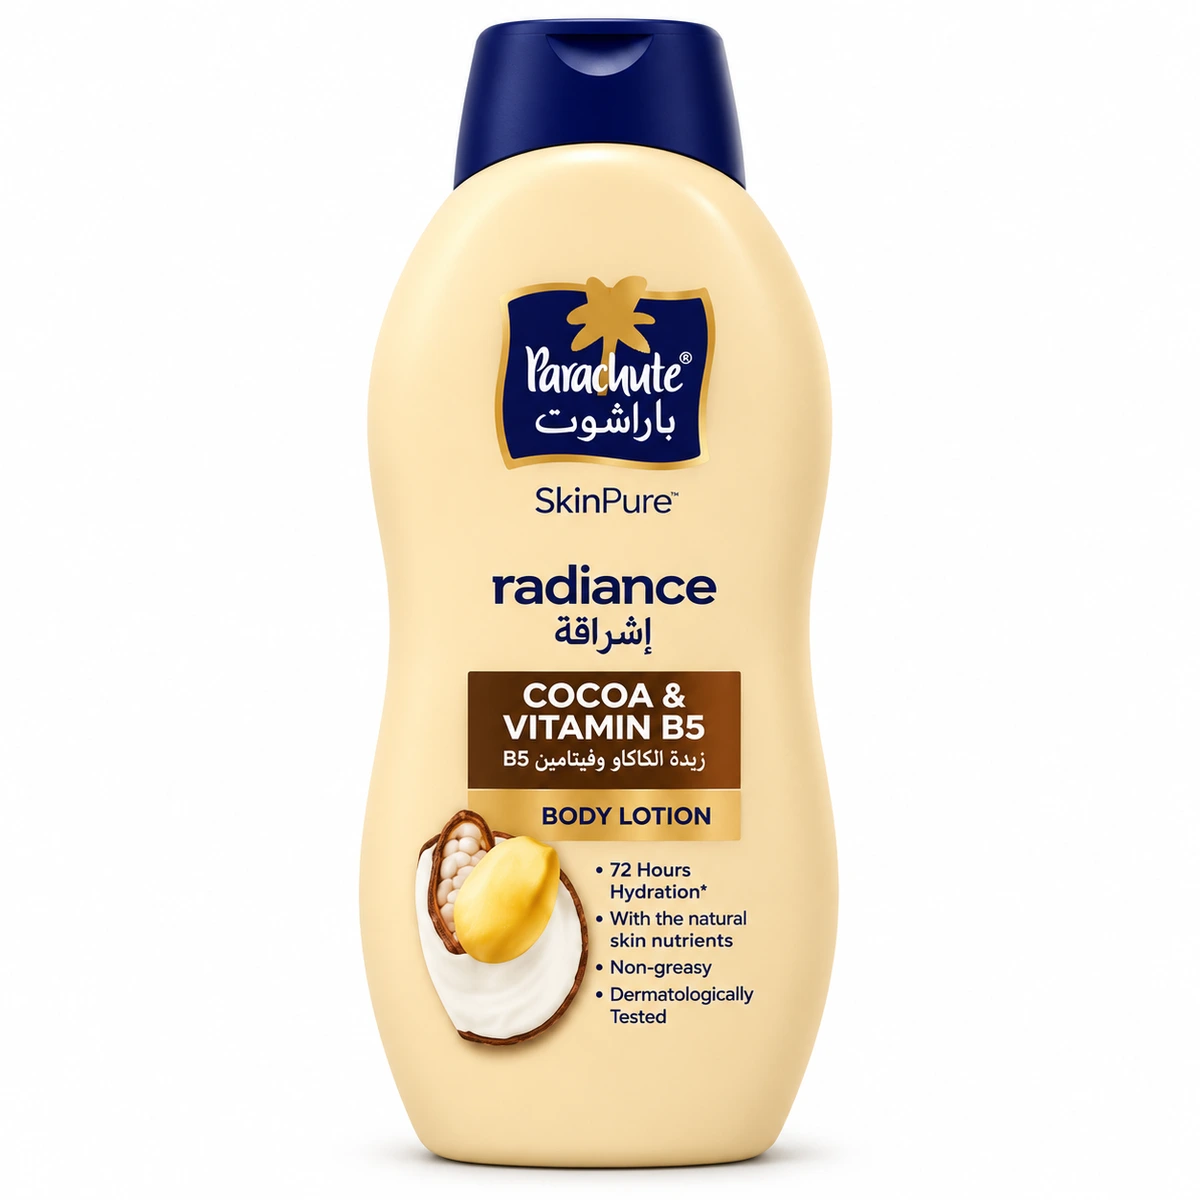 Parachute®
باراشوت
SkinPure™
radiance
إشراقة
COCOA &
VITAMIN B5
زبدة الكاكاو وفيتامين B5
BODY LOTION
• 72 Hours
Hydration*
• With the natural
skin nutrients
• Non-greasy
• Dermatologically
Tested